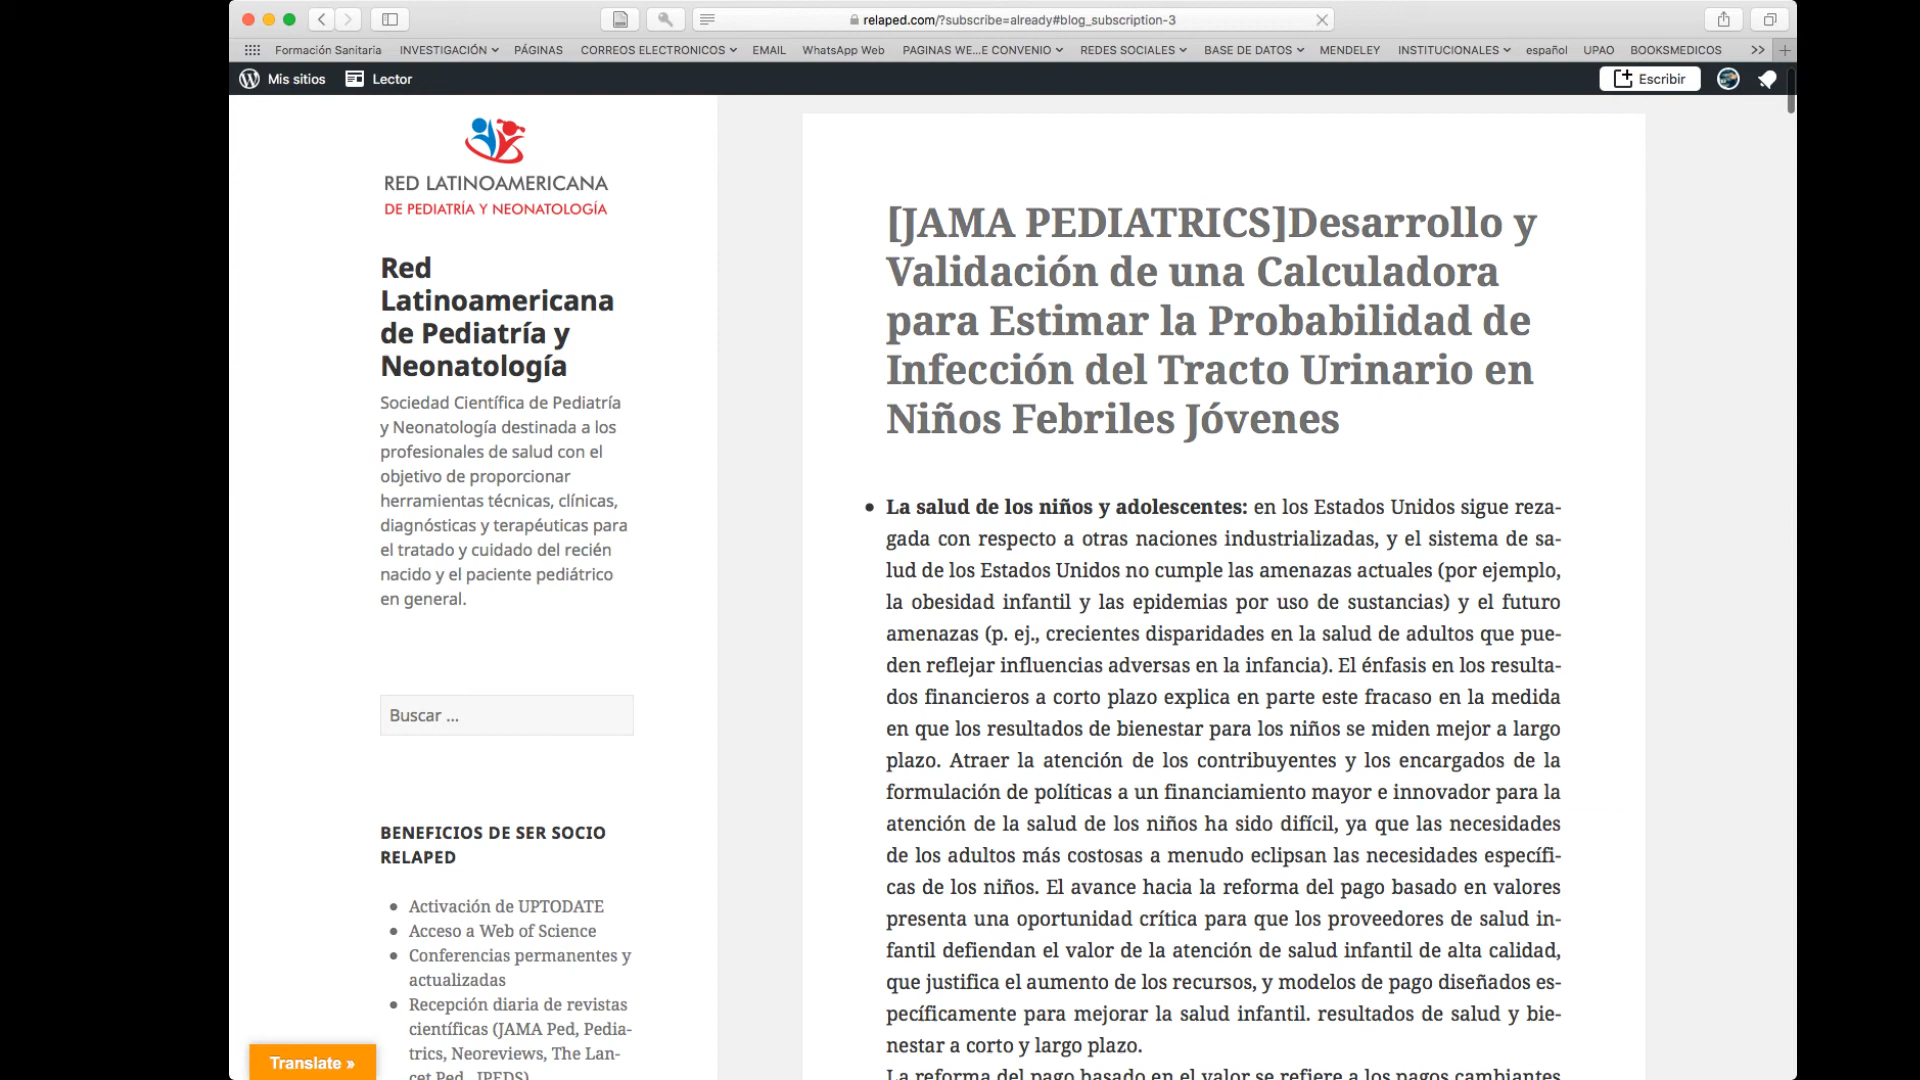 relaped.com/?subscribe=already#blog_subscription-3
Formación Sanitaria INVESTIGACIÓN PÁGINAS CORREOS ELECTRONICOS EMAIL WhatsApp Web PAGINAS WE...E CONVENIO REDES SOCIALES BASE DE DATOS MENDELEY INSTITUCIONALES español UPAO BOOKSMEDICOS >>
Mis sitios Lector Escribir
RED LATINOAMERICANA
DE PEDIATRÍA Y NEONATOLOGÍA
Red
Latinoamericana
de Pediatría y
Neonatología
Sociedad Científica de Pediatría
y Neonatología destinada a los
profesionales de salud con el
objetivo de proporcionar
herramientas técnicas, clínicas,
diagnósticas y terapéuticas para
el tratado y cuidado del recién
nacido y el paciente pediátrico
en general.
Buscar ...
BENEFICIOS DE SER SOCIO
RELAPED
Activación de UPTODATE
Acceso a Web of Science
Conferencias permanentes y
actualizadas
Recepción diaria de revistas
científicas (JAMA Ped, Pedia-
trics, Neoreviews, The Lan-
cet Ped, JPEDS)
Translate »
[JAMA PEDIATRICS]Desarrollo y
Validación de una Calculadora
para Estimar la Probabilidad de
Infección del Tracto Urinario en
Niños Febriles Jóvenes
La salud de los niños y adolescentes: en los Estados Unidos sigue reza-
gada con respecto a otras naciones industrializadas, y el sistema de sa-
lud de los Estados Unidos no cumple las amenazas actuales (por ejemplo,
la obesidad infantil y las epidemias por uso de sustancias) y el futuro
amenazas (p. ej., crecientes disparidades en la salud de adultos que pue-
den reflejar influencias adversas en la infancia). El énfasis en los resulta-
dos financieros a corto plazo explica en parte este fracaso en la medida
en que los resultados de bienestar para los niños se miden mejor a largo
plazo. Atraer la atención de los contribuyentes y los encargados de la
formulación de políticas a un financiamiento mayor e innovador para la
atención de la salud de los niños ha sido difícil, ya que las necesidades
de los adultos más costosas a menudo eclipsan las necesidades específi-
cas de los niños. El avance hacia la reforma del pago basado en valores
presenta una oportunidad crítica para que los proveedores de salud in-
fantil defiendan el valor de la atención de salud infantil de alta calidad,
que justifica el aumento de los recursos, y modelos de pago diseñados es-
pecíficamente para mejorar la salud infantil. resultados de salud y bie-
nestar a corto y largo plazo.
La reforma del pago basado en el valor se refiere a los pagos cambiantes